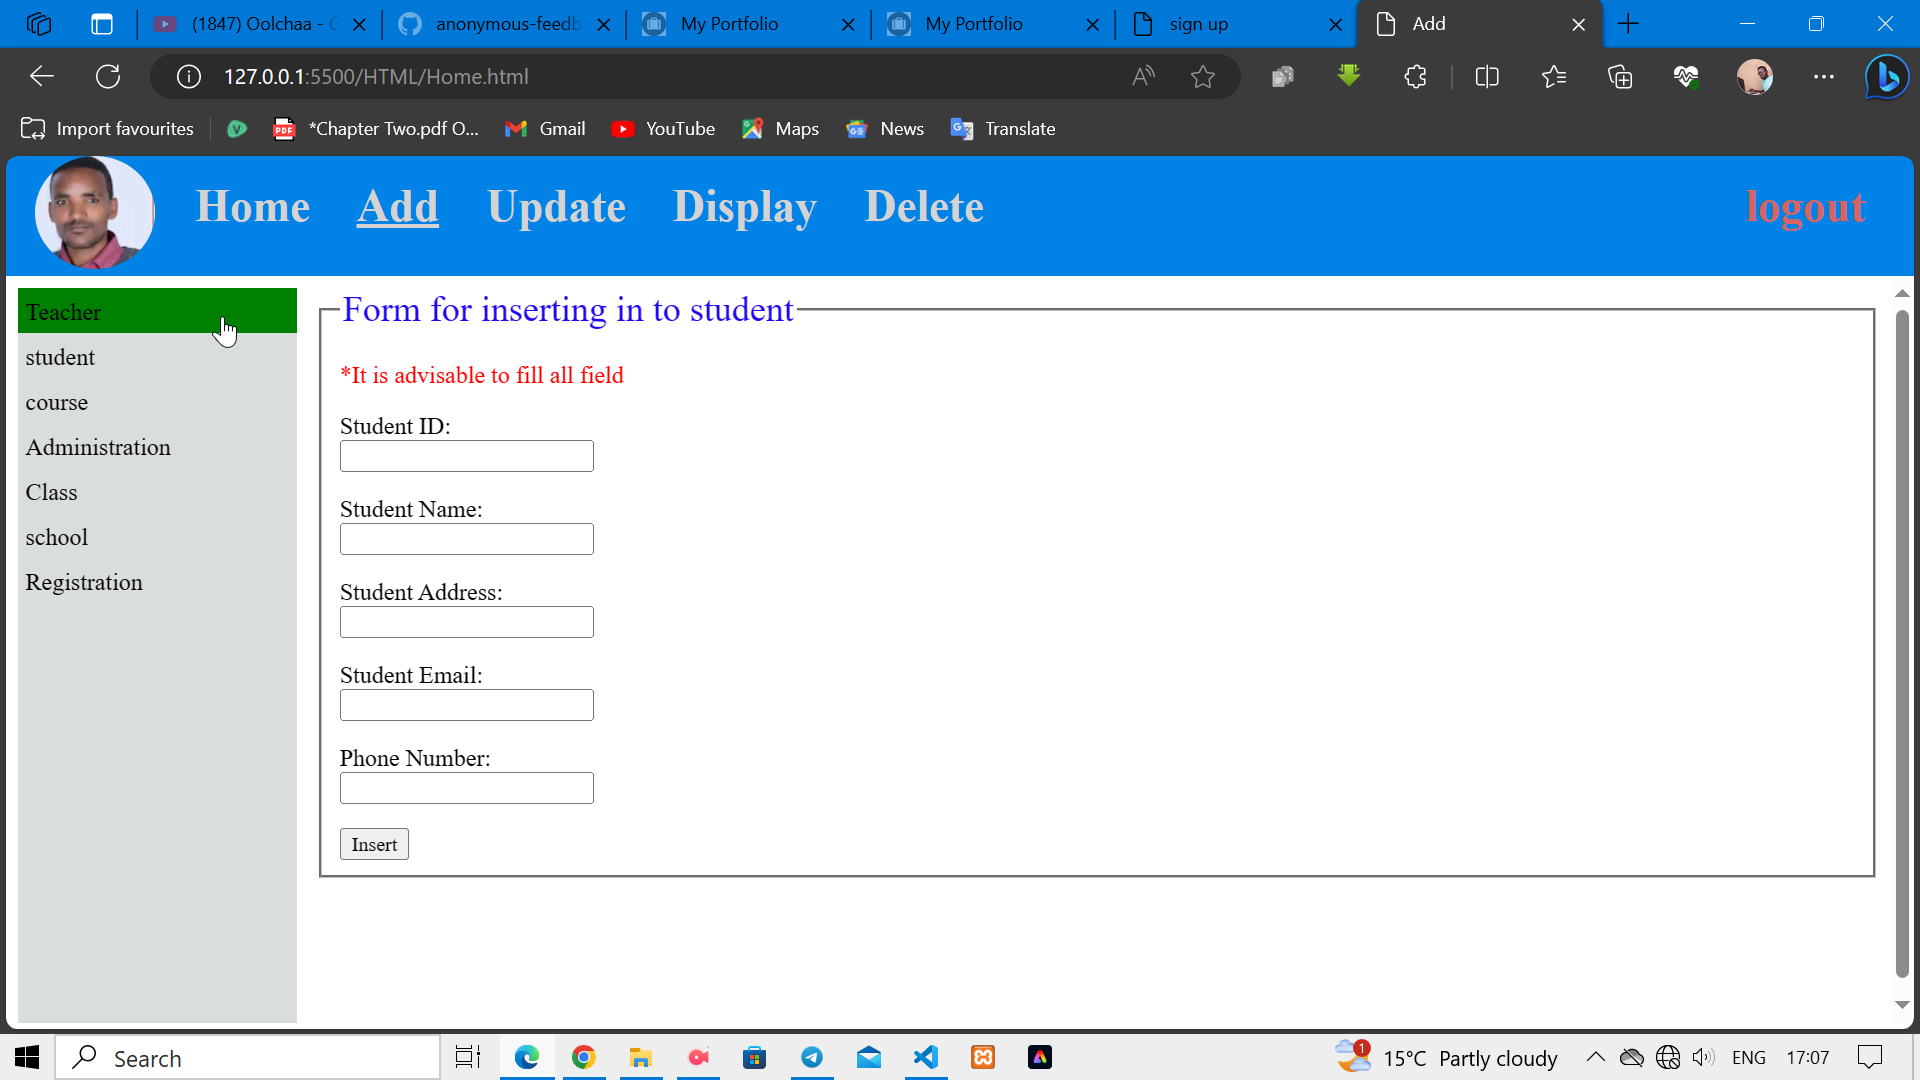 (1847) Oolchaa - G
anonymous-feedb
My Portfolio
My Portfolio
sign up
Add
127.0.0.1:5500/HTML/Home.html
Import favourites
*Chapter Two.pdf O...
Gmail
YouTube
Maps
News
Translate
Home
Add
Update
Display
Delete
logout
Teacher
student
course
Administration
Class
school
Registration
Form for inserting in to student
*It is advisable to fill all field
Student ID:
Student Name:
Student Address:
Student Email:
Phone Number:
Insert
Search
1
15°C Partly cloudy
ENG
17:07